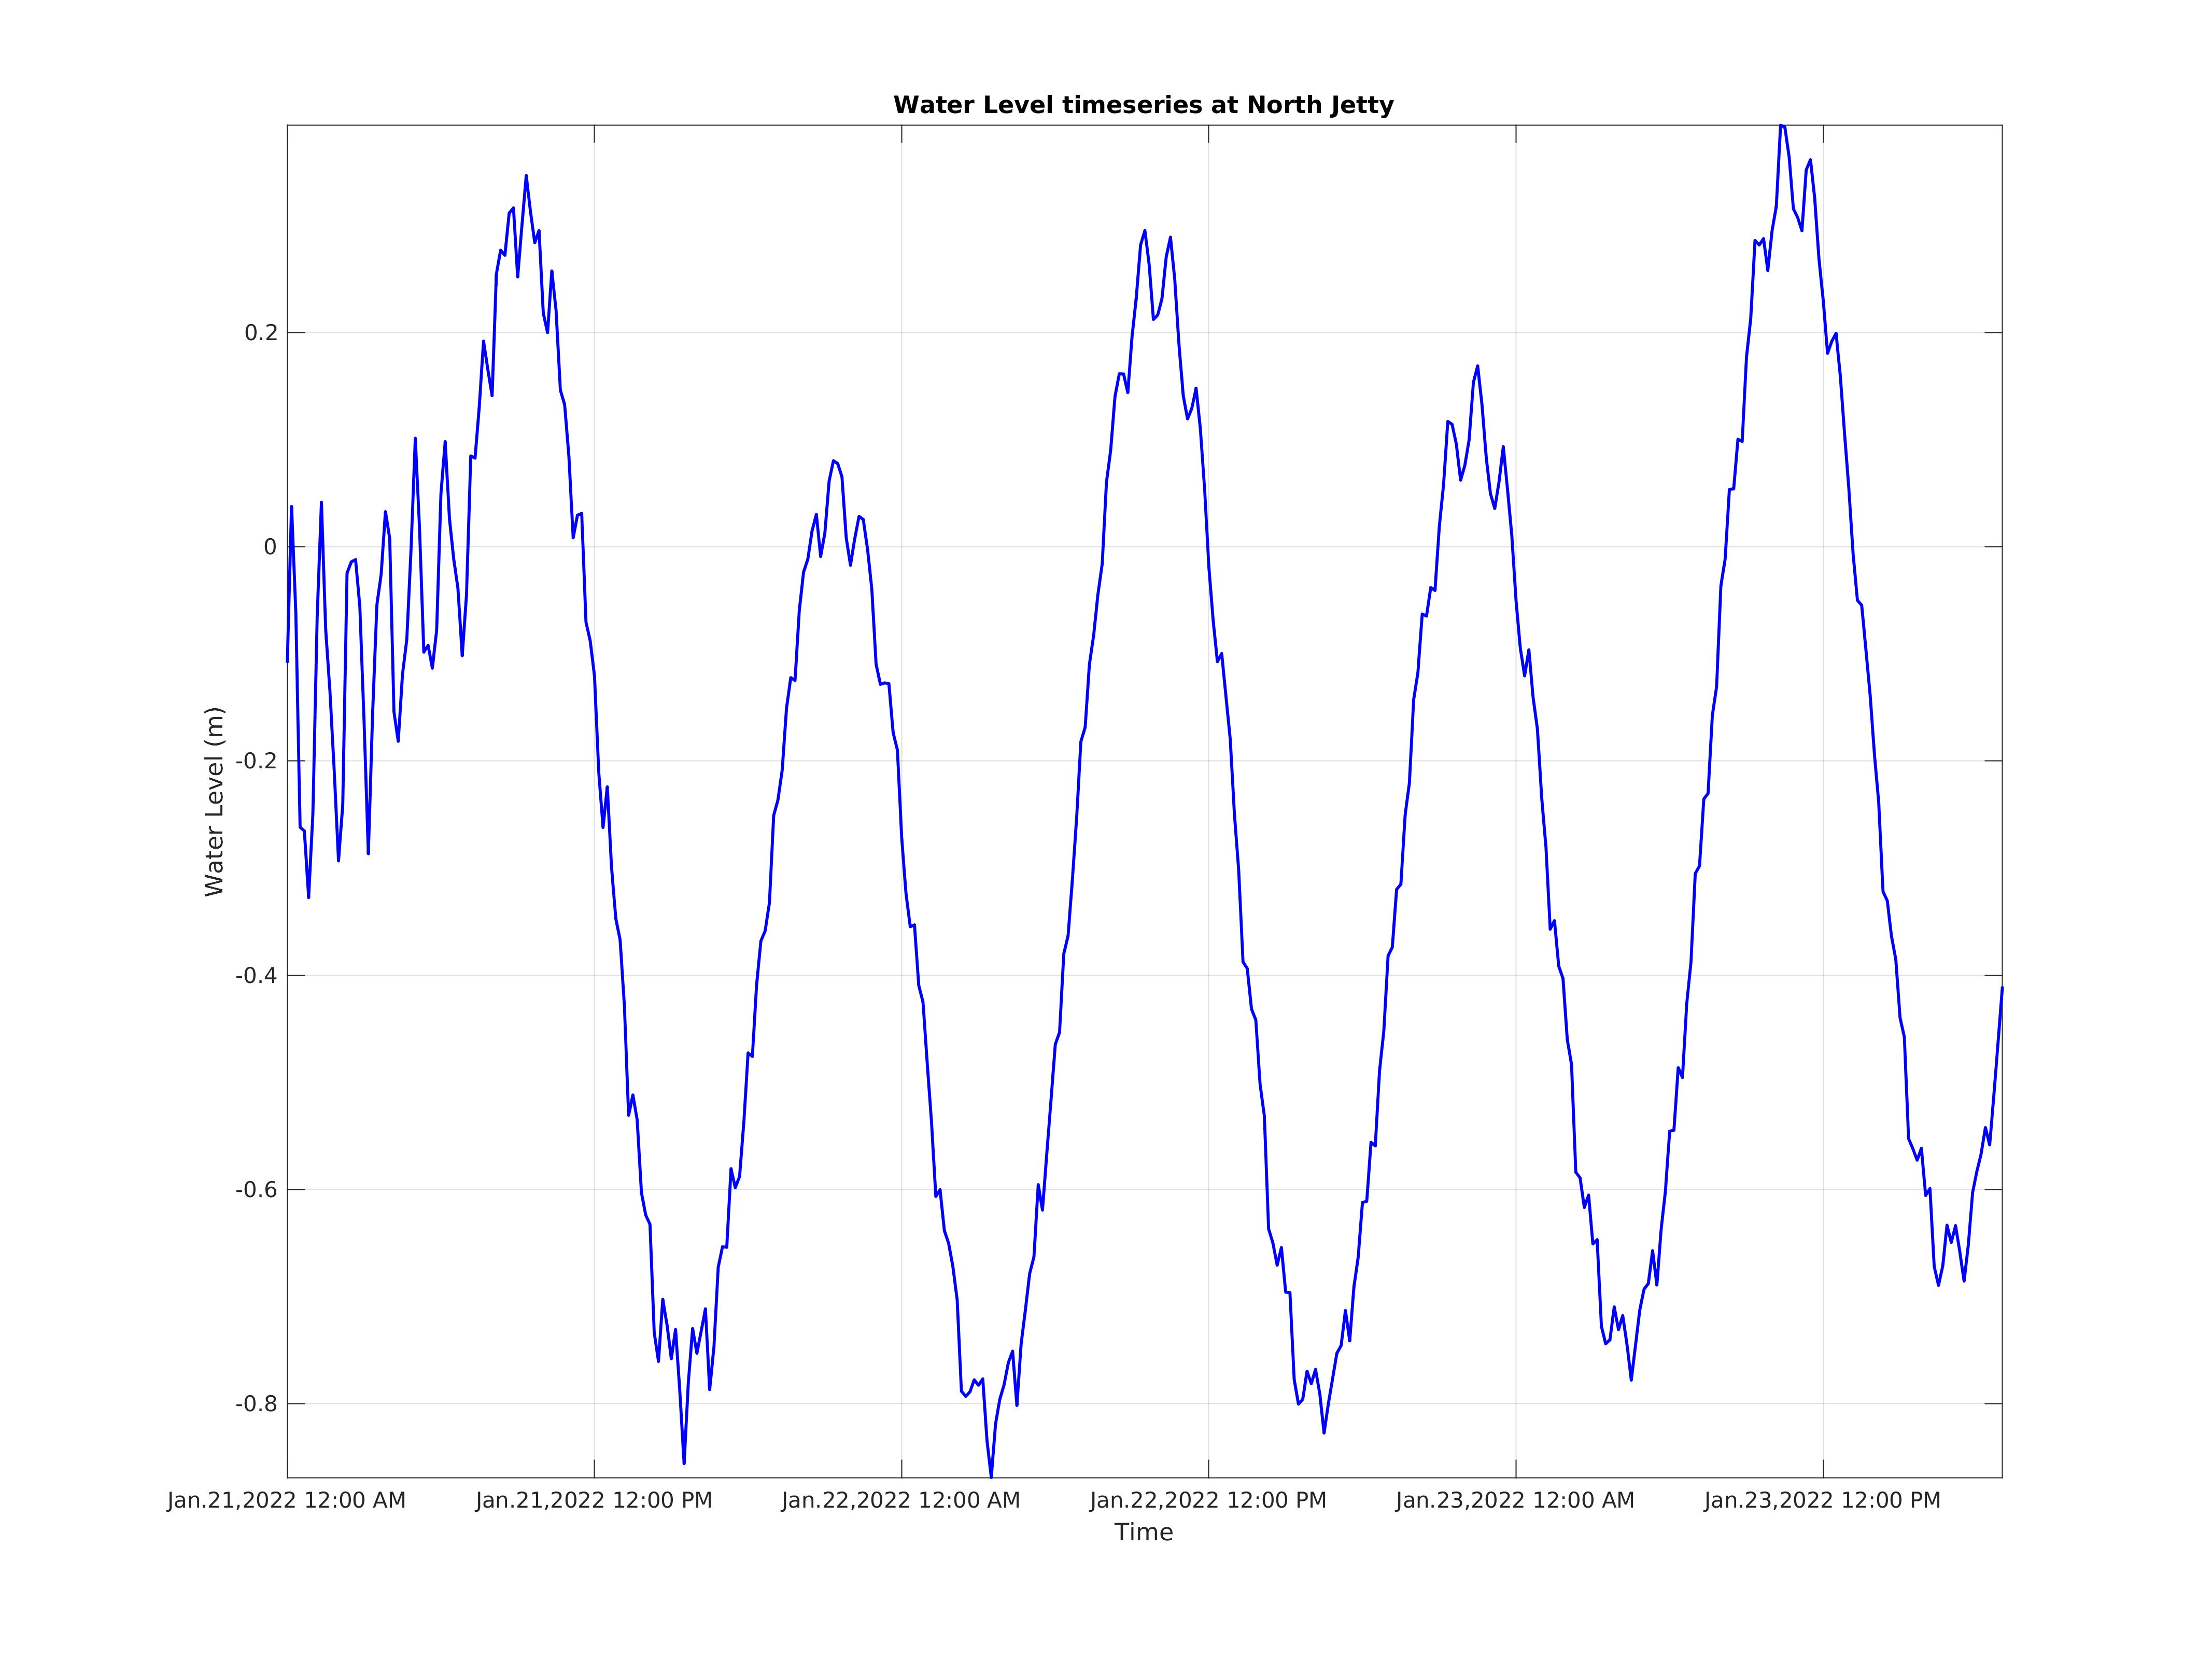 Water Level timeseries at North Jetty
Water Level (m)
0.2
0
-0.2
-0.4
-0.6
-0.8
Jan.21,2022 12:00 AM
Jan.21,2022 12:00 PM
Jan.22,2022 12:00 AM
Jan.22,2022 12:00 PM
Jan.23,2022 12:00 AM
Jan.23,2022 12:00 PM
Time